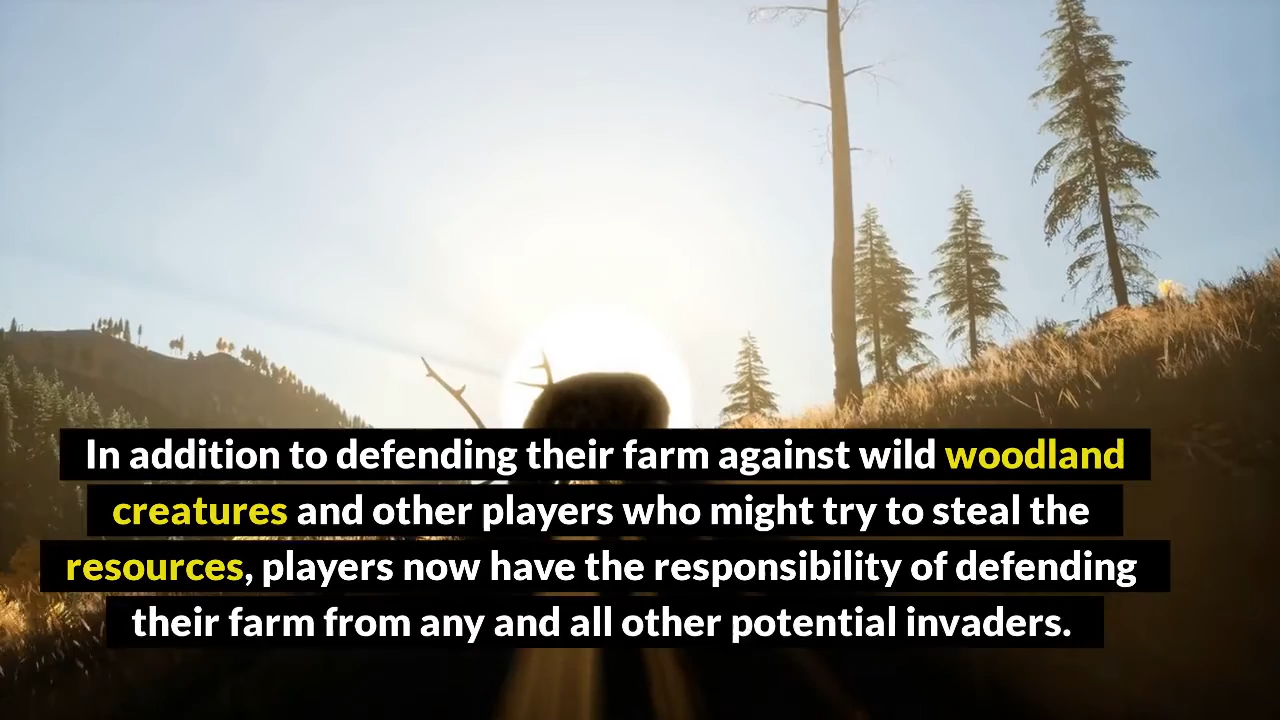 In addition to defending their farm against wild woodland
creatures and other players who might try to steal the
resources, players now have the responsibility of defending
their farm from any and all other potential invaders.